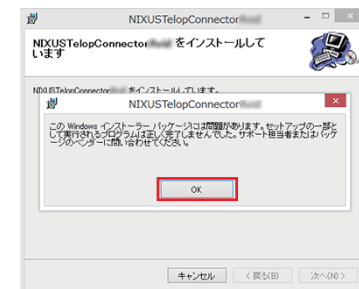 NIXUSTelopConnector
NIXUSTelopConnector をインストールして
います
NIXUSTelopConnector をインストールしています。
NIXUSTelopConnector
この Windows インストーラー パッケージには問題があります。セットアップの一部と
して実行されるプログラムは正しく完了しませんでした。サポート担当者またはパッケ
ージのベンダーに問い合わせてください。
OK
キャンセル
< 戻る(B)
次へ(N) >